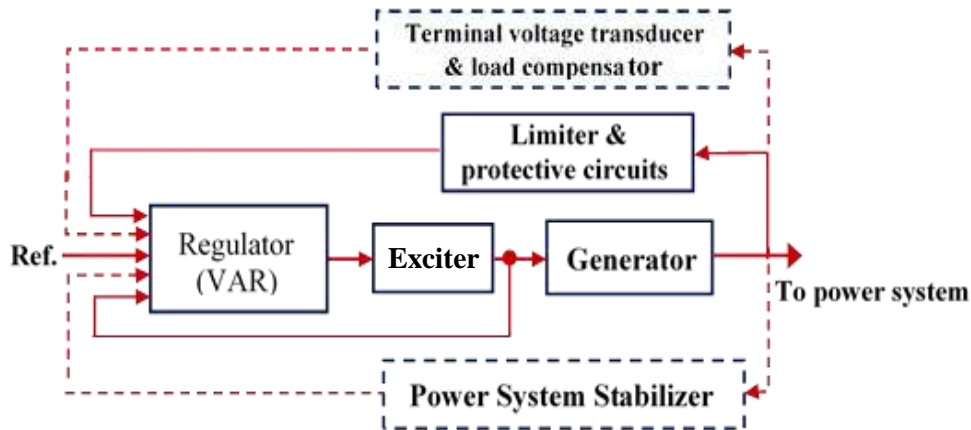 Terminal voltage transducer
& load compensator
Limiter &
protective circuits
Ref.
Regulator
(VAR)
Exciter
Generator
To power system
Power System Stabilizer